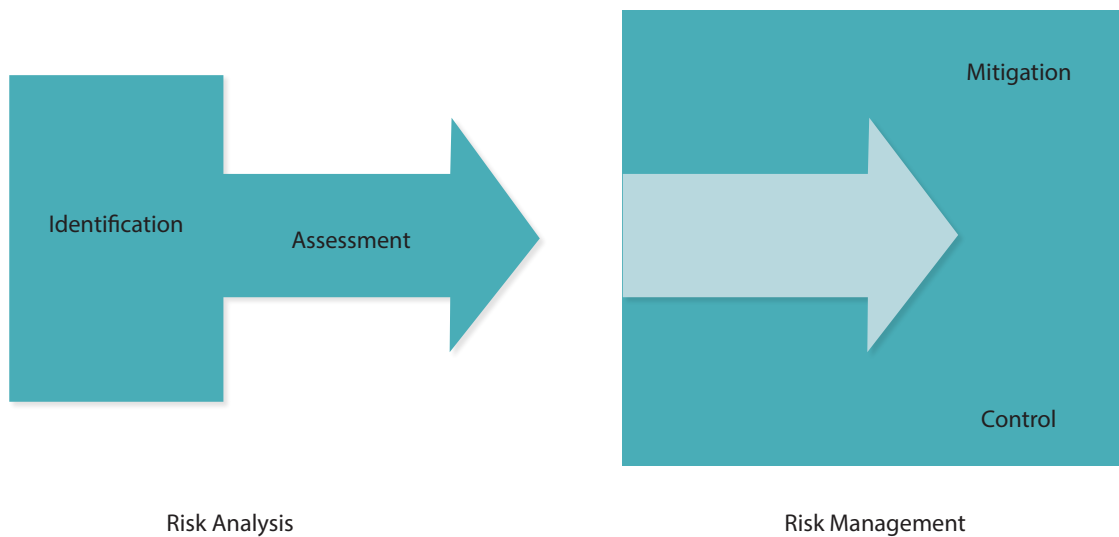 Mitigation
Identification
Assessment
Control
Risk Analysis
Risk Management